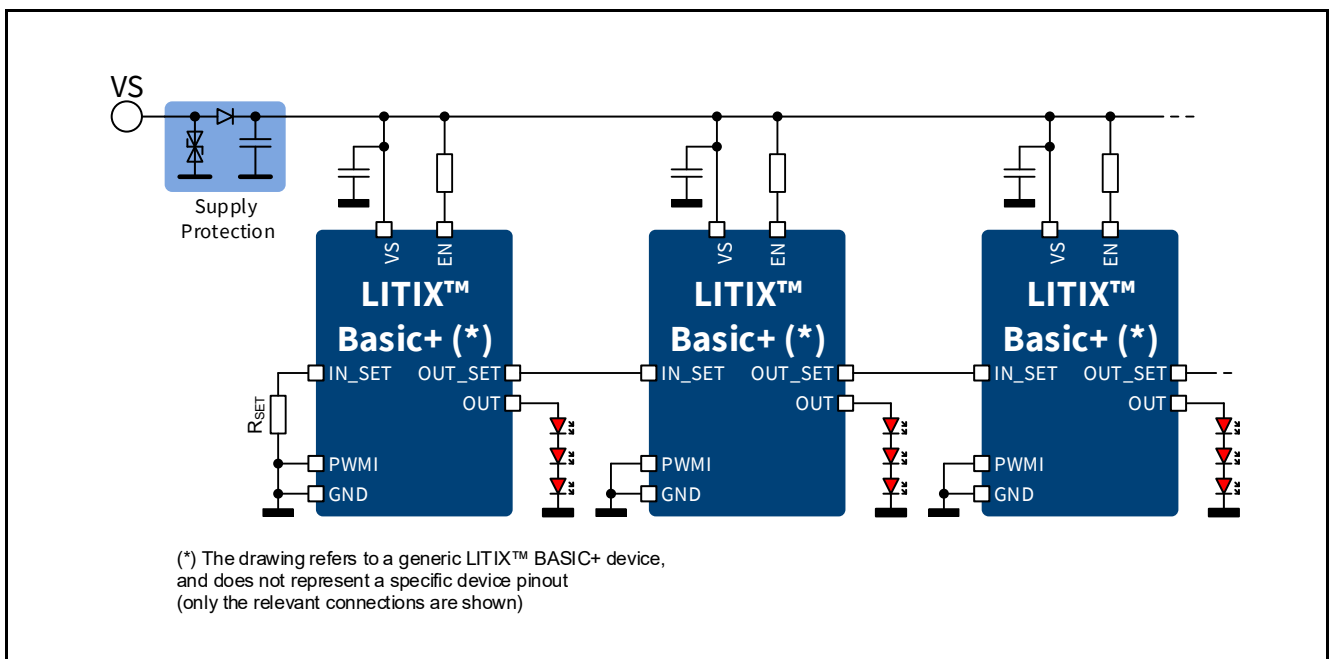 VS
Supply
Protection
VS
EN
LITIX™
Basic+ (*)
IN_SET
OUT_SET
OUT
PWMI
GND
R_SET
VS
EN
LITIX™
Basic+ (*)
IN_SET
OUT_SET
OUT
PWMI
GND
VS
EN
LITIX™
Basic+ (*)
IN_SET
OUT_SET
OUT
PWMI
GND
(*) The drawing refers to a generic LITIX™ BASIC+ device,
and does not represent a specific device pinout
(only the relevant connections are shown)